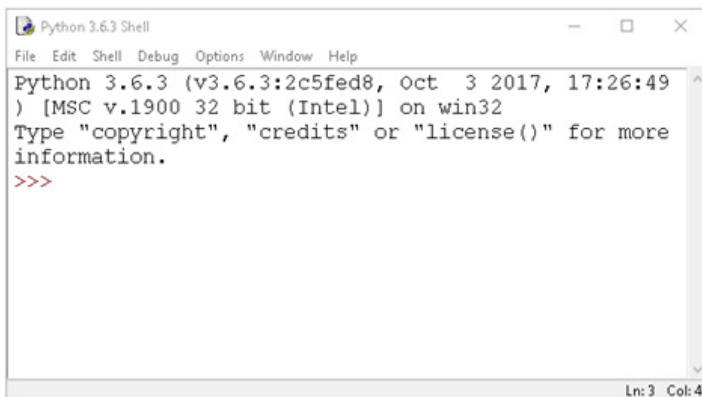 Python 3.6.3 Shell
File Edit Shell Debug Options Window Help
Python 3.6.3 (v3.6.3:2c5fed8, Oct  3 2017, 17:26:49
) [MSC v.1900 32 bit (Intel)] on win32
Type "copyright", "credits" or "license()" for more
information.
>>>
Ln: 3 Col: 4